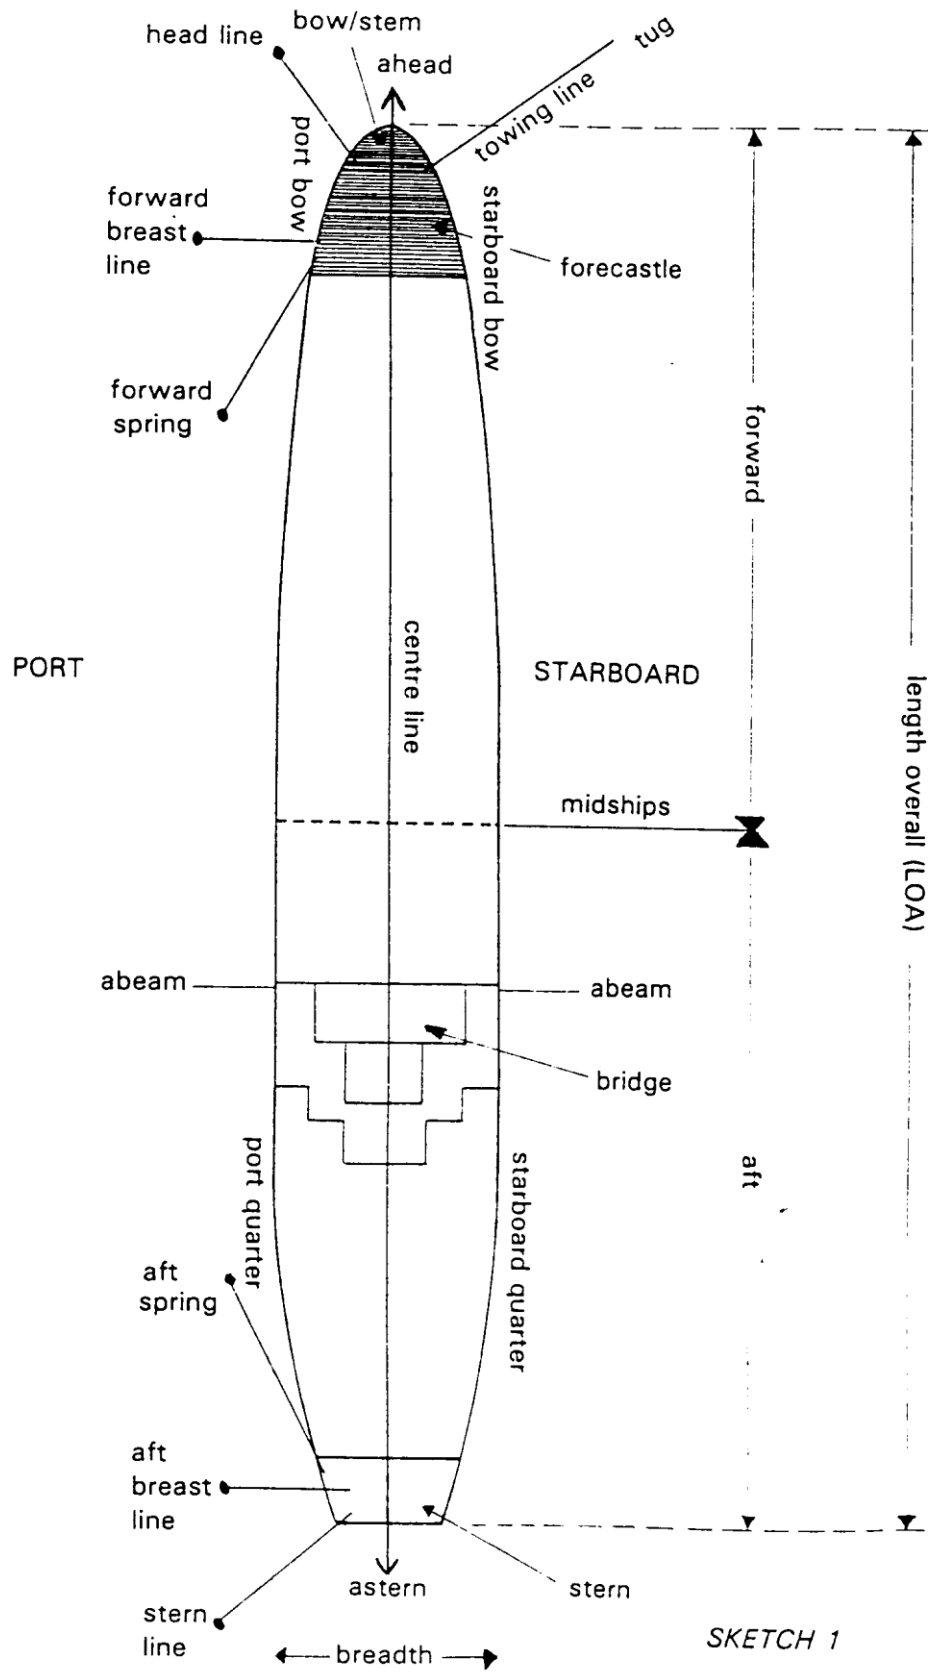 bow/stem
head line
tug
ahead
towing line
port bow
forward
breast
line
starboard bow
forecastle
forward
spring
forward
centre line
PORT
STARBOARD
length overall (LOA)
midships
abeam
abeam
bridge
port quarter
starboard quarter
aft
aft
spring
aft
breast
line
astern
stern
stern
line
breadth
SKETCH 1